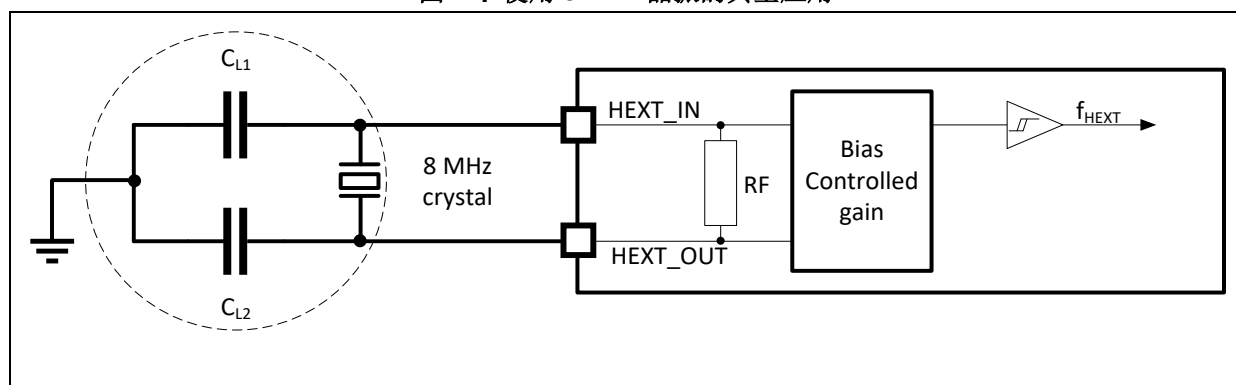 C_L1
HEXT_IN
f_HEXT
8 MHz
crystal
RF
Bias
Controlled
gain
HEXT_OUT
C_L2